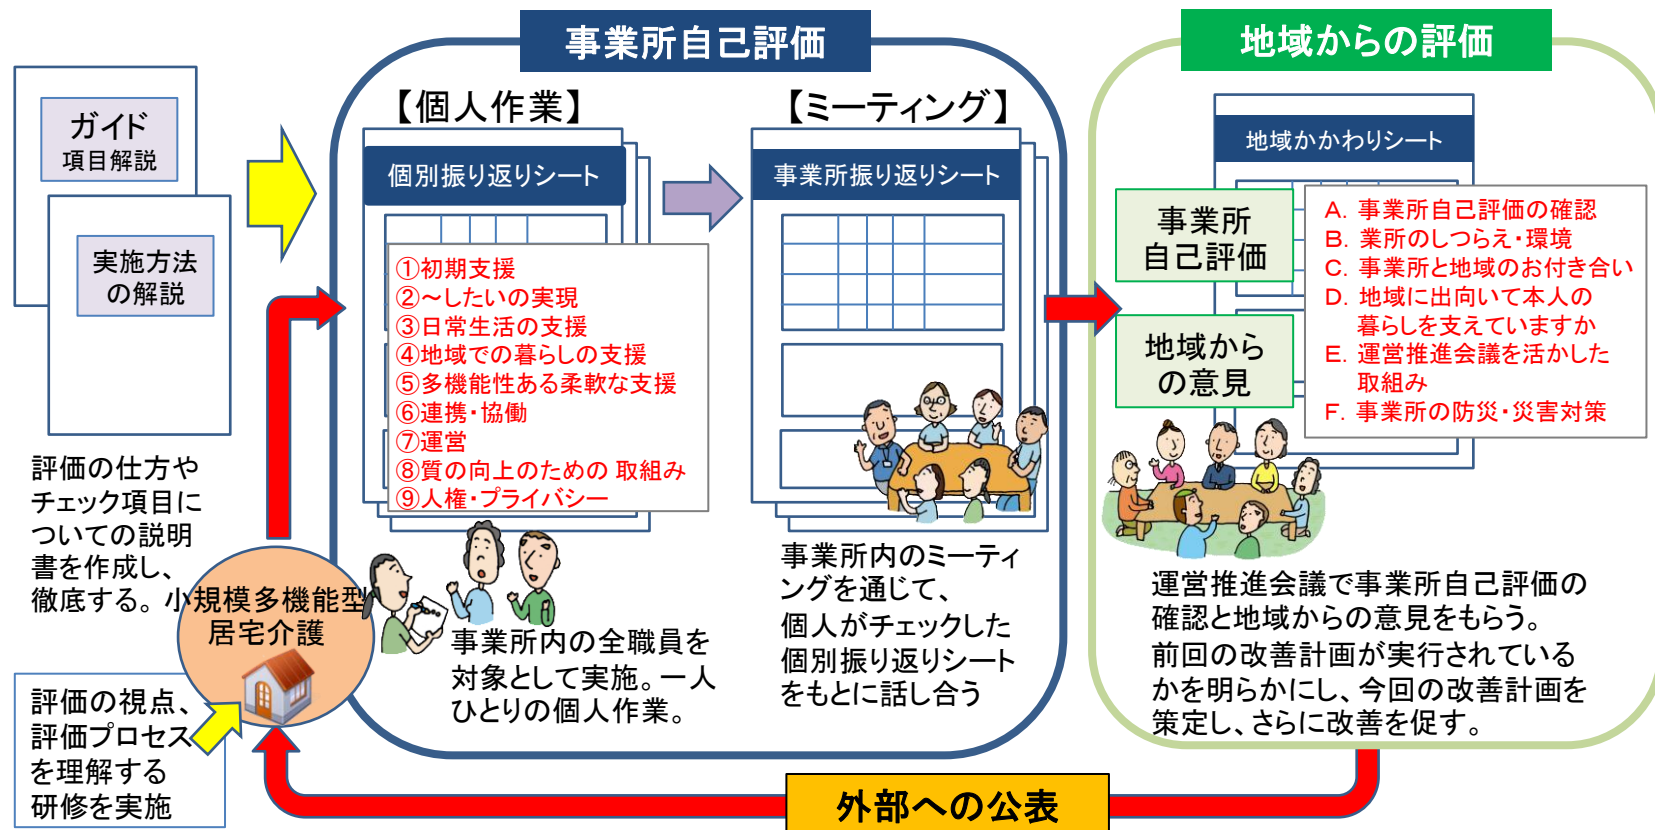 事業所自己評価
地域からの評価
ガイド
項目解説
実施方法
の解説
評価の仕方や
チェック項目に
ついての説明
書を作成し、
徹底する。
小規模多機能型
居宅介護
評価の視点、
評価プロセス
を理解する
研修を実施
【個人作業】
個別振り返りシート
①初期支援
②~したいの実現
③日常生活の支援
④地域での暮らしの支援
⑤多機能性ある柔軟な支援
⑥連携・協働
⑦運営
⑧質の向上のための 取組み
⑨人権・プライバシー
事業所内の全職員を
対象として実施。一人
ひとりの個人作業。
【ミーティング】
事業所振り返りシート
事業所内のミーティ
ングを通じて、
個人がチェックした
個別振り返りシート
をもとに話し合う
地域かかわりシート
事業所
自己評価
地域から
の意見
A. 事業所自己評価の確認
B. 業所のしつらえ・環境
C. 事業所と地域のお付き合い
D. 地域に出向いて本人の
暮らしを支えていますか
E. 運営推進会議を活かした
取組み
F. 事業所の防災・災害対策
運営推進会議で事業所自己評価の
確認と地域からの意見をもらう。
前回の改善計画が実行されている
かを明らかにし、今回の改善計画を
策定し、さらに改善を促す。
外部への公表